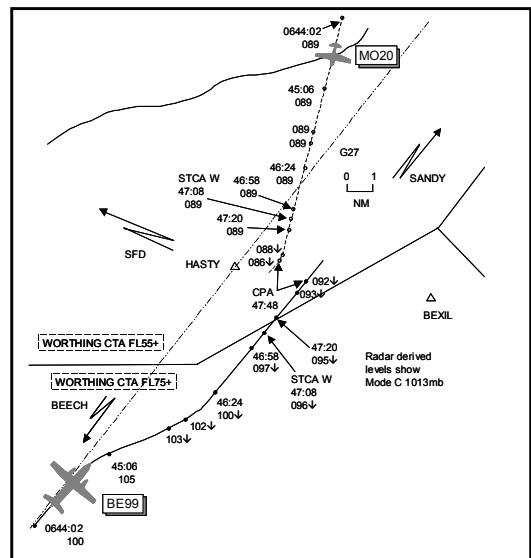 0644:02
089
MO20
45:06
089
089
089
G27
46:24
089
0 1
NM
SANDY
STCA W
47:08
089
46:58
089
47:20
089
SFD
HASTY
088↓
086↓
CPA
47:48
092↓
093↓
BEXIL
WORTHING CTA FL55+
47:20
095↓
46:58
097↓
STCA W
47:08
096↓
Radar derived
levels show
Mode C 1013mb
WORTHING CTA FL75+
BEECH
46:24
100↓
102↓
103↓
45:06
105
BE99
0644:02
100